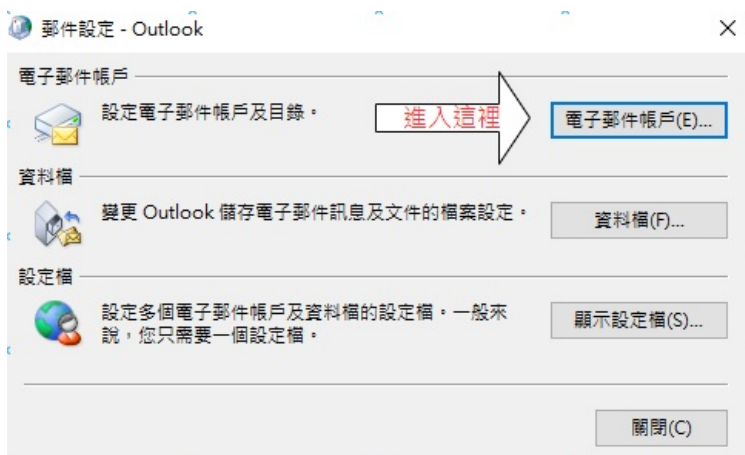 郵件設定 - Outlook
電子郵件帳戶
設定電子郵件帳戶及目錄。
進入這裡
電子郵件帳戶(E)...
資料檔
變更 Outlook 儲存電子郵件訊息及文件的檔案設定。
資料檔(F)...
設定檔
設定多個電子郵件帳戶及資料檔的設定檔。一般來
說，您只需要一個設定檔。
顯示設定檔(S)...
關閉(C)